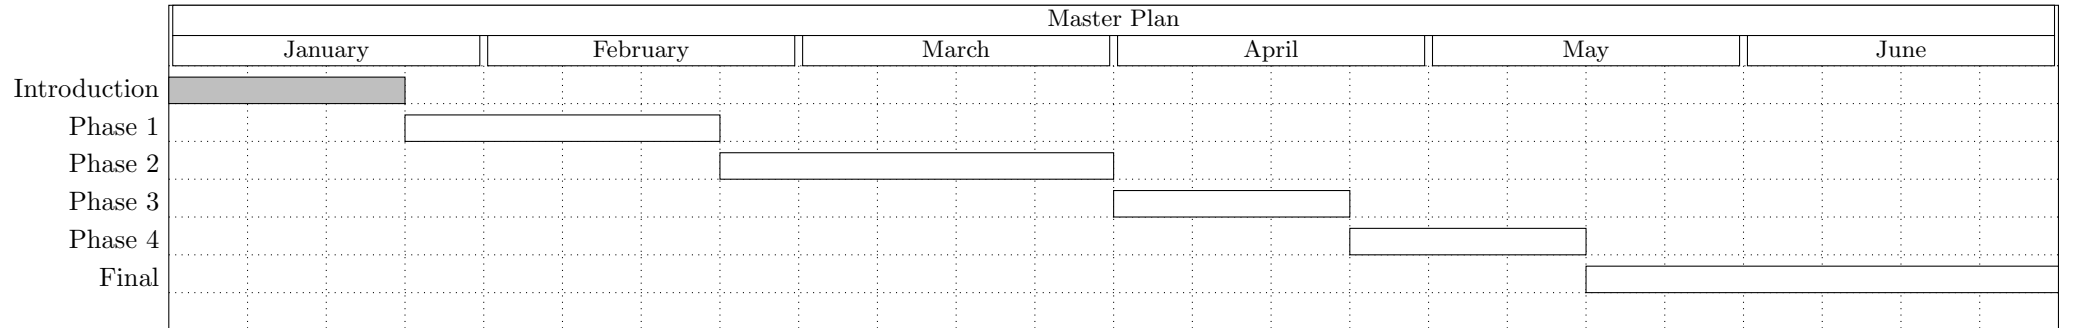 Master Plan
January February March April May June
Introduction
Phase 1
Phase 2
Phase 3
Phase 4
Final